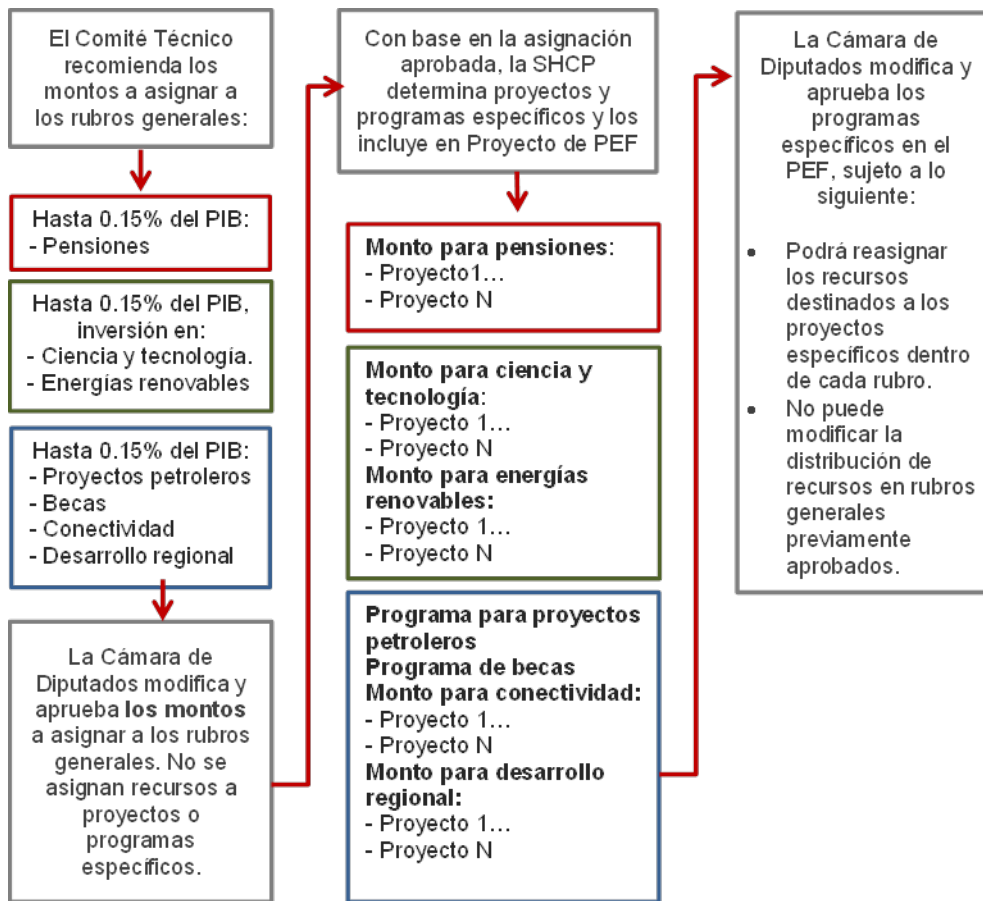 El Comité Técnico
recomienda los
montos a asignar a
los rubros generales:
Hasta 0.15% del PIB:
- Pensiones
Hasta 0.15% del PIB,
inversión en:
- Ciencia y tecnología.
- Energías renovables
Hasta 0.15% del PIB:
- Proyectos petroleros
- Becas
- Conectividad
- Desarrollo regional
La Cámara de
Diputados modifica y
aprueba los montos
a asignar a los rubros
generales. No se
asignan recursos a
proyectos o
programas
específicos.
Con base en la asignación
aprobada, la SHCP
determina proyectos y
programas específicos y los
incluye en Proyecto de PEF
Monto para pensiones:
- Proyecto1...
- Proyecto N
Monto para ciencia y
tecnología:
- Proyecto 1...
- Proyecto N
Monto para energías
renovables:
- Proyecto 1...
- Proyecto N
Programa para proyectos
petroleros
Programa de becas
Monto para conectividad:
- Proyecto 1...
- Proyecto N
Monto para desarrollo
regional:
- Proyecto 1...
- Proyecto N
La Cámara de
Diputados modifica y
aprueba los
programas
específicos en el
PEF, sujeto a lo
siguiente:
• Podrá reasignar
los recursos
destinados a los
proyectos
específicos dentro
de cada rubro.
• No puede
modificar la
distribución de
recursos en rubros
generales
previamente
aprobados.